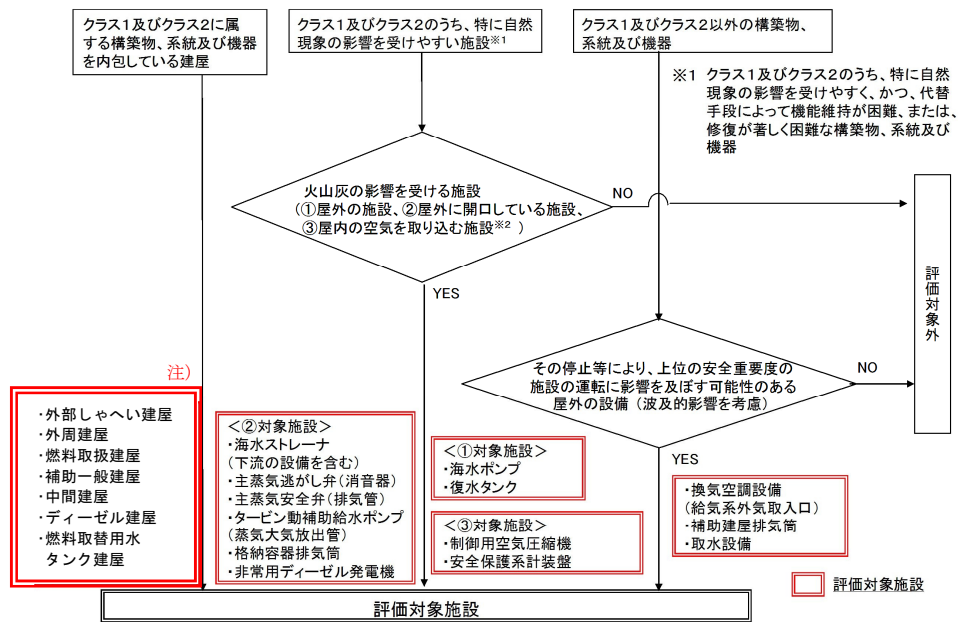 クラス1及びクラス2に属
する構築物、系統及び機器
を内包している建屋
クラス1及びクラス2のうち、特に自然
現象の影響を受けやすい施設※1
クラス1及びクラス2以外の構築物、
系統及び機器
※1 クラス1及びクラス2のうち、特に自然
現象の影響を受けやすく、かつ、代替
手段によって機能維持が困難、または、
修復が著しく困難な構築物、系統及び
機器
火山灰の影響を受ける施設
(①屋外の施設、②屋外に開口している施設、
③屋内の空気を取り込む施設※2 )
NO
YES
評価対象外
その停止等により、上位の安全重要度の
施設の運転に影響を及ぼす可能性のある
屋外の設備(波及的影響を考慮)
NO
YES
注)
・外部しゃへい建屋
・外周建屋
・燃料取扱建屋
・補助一般建屋
・中間建屋
・ディーゼル建屋
・燃料取替用水
タンク建屋
<②対象施設>
・海水ストレーナ
(下流の設備を含む)
・主蒸気逃がし弁(消音器)
・主蒸気安全弁(排気管)
・タービン動補助給水ポンプ
(蒸気大気放出管)
・格納容器排気筒
・非常用ディーゼル発電機
<①対象施設>
・海水ポンプ
・復水タンク
<③対象施設>
・制御用空気圧縮機
・安全保護系計装盤
・換気空調設備
(給気系外気取入口)
・補助建屋排気筒
・取水設備
評価対象施設
評価対象施設